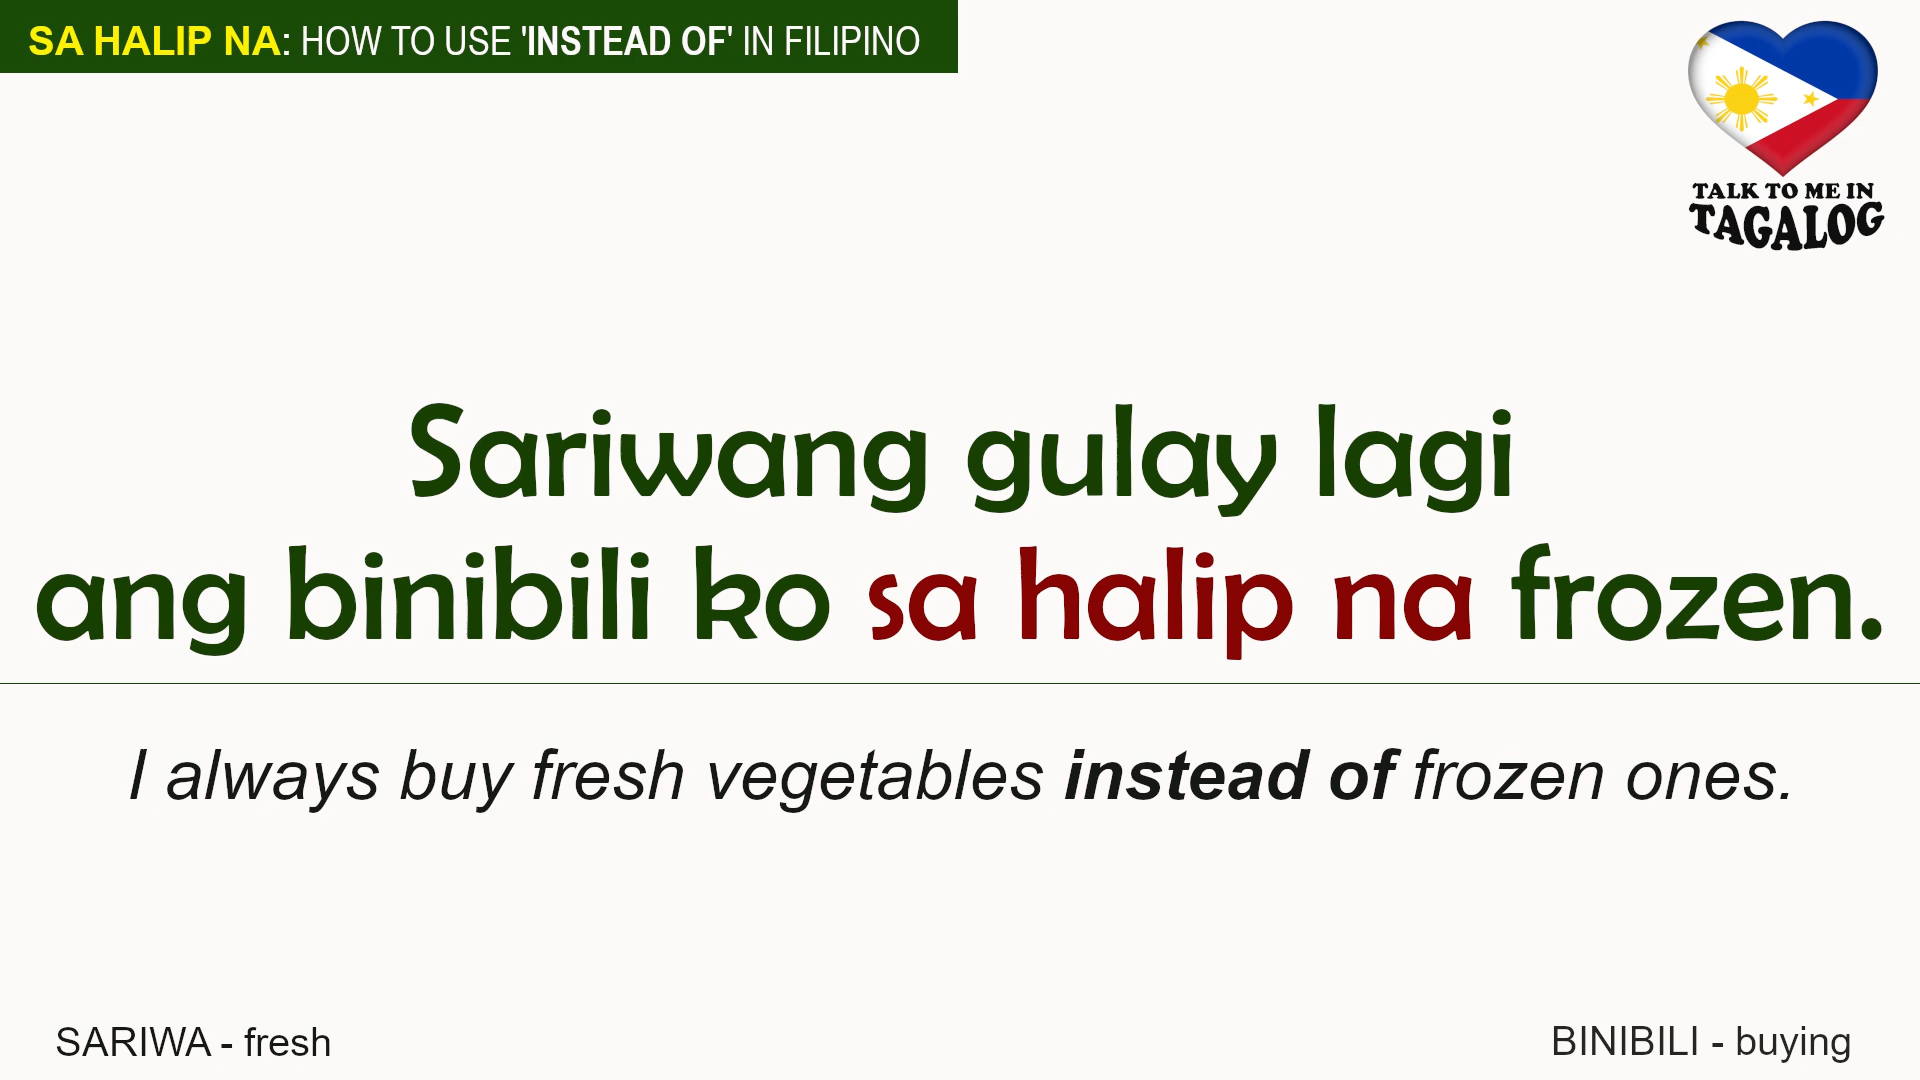 SA HALIP NA: HOW TO USE 'INSTEAD OF' IN FILIPINO
TALK TO ME IN
TAGALOG
Sariwang gulay lagi
ang binibili ko sa halip na frozen.
I always buy fresh vegetables instead of frozen ones.
SARIWA - fresh
BINIBILI - buying